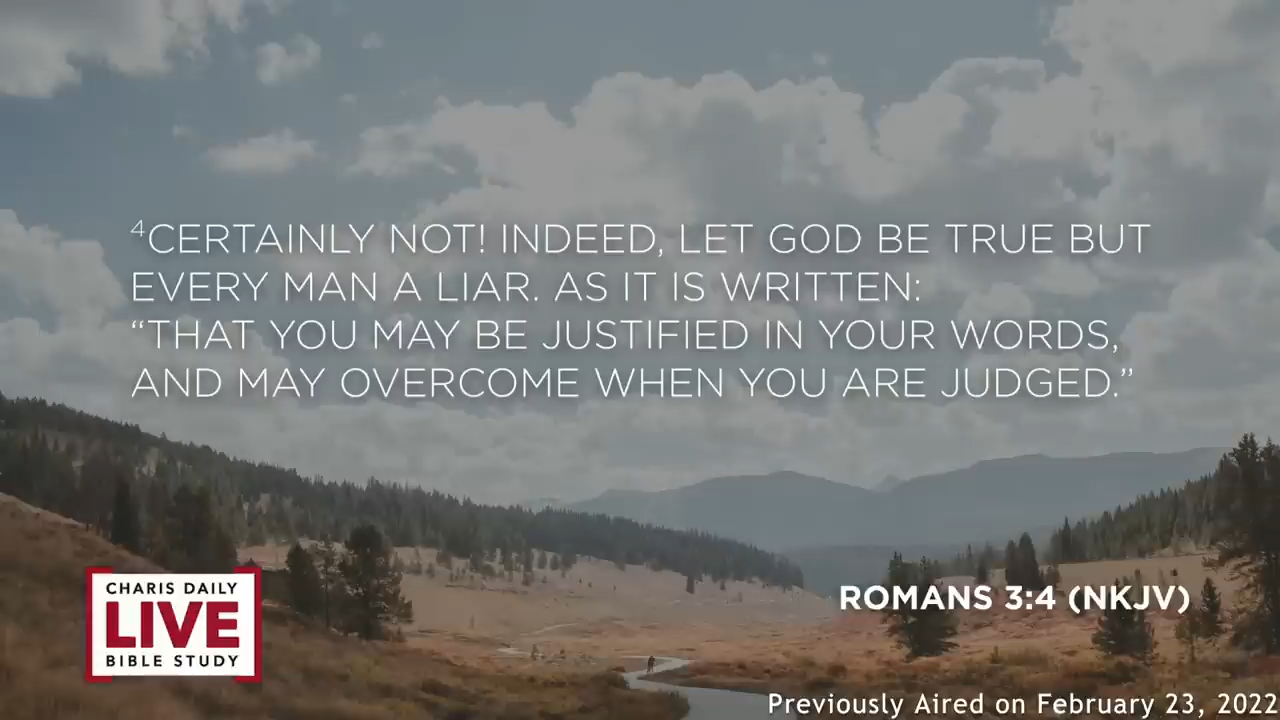 ⁴CERTAINLY NOT! INDEED, LET GOD BE TRUE BUT
EVERY MAN A LIAR. AS IT IS WRITTEN:
“THAT YOU MAY BE JUSTIFIED IN YOUR WORDS,
AND MAY OVERCOME WHEN YOU ARE JUDGED.”
ROMANS 3:4 (NKJV)
CHARIS DAILY
LIVE
BIBLE STUDY
Previously Aired on February 23, 2022